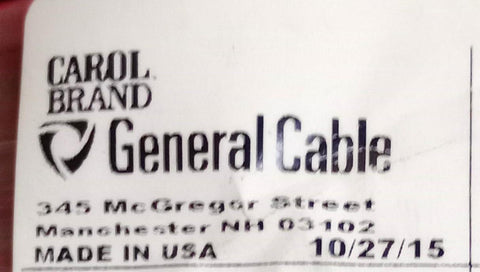 CAROL
BRAND
General Cable
345 McGregor Street
Manchester NH 03102
MADE IN USA 10/27/15